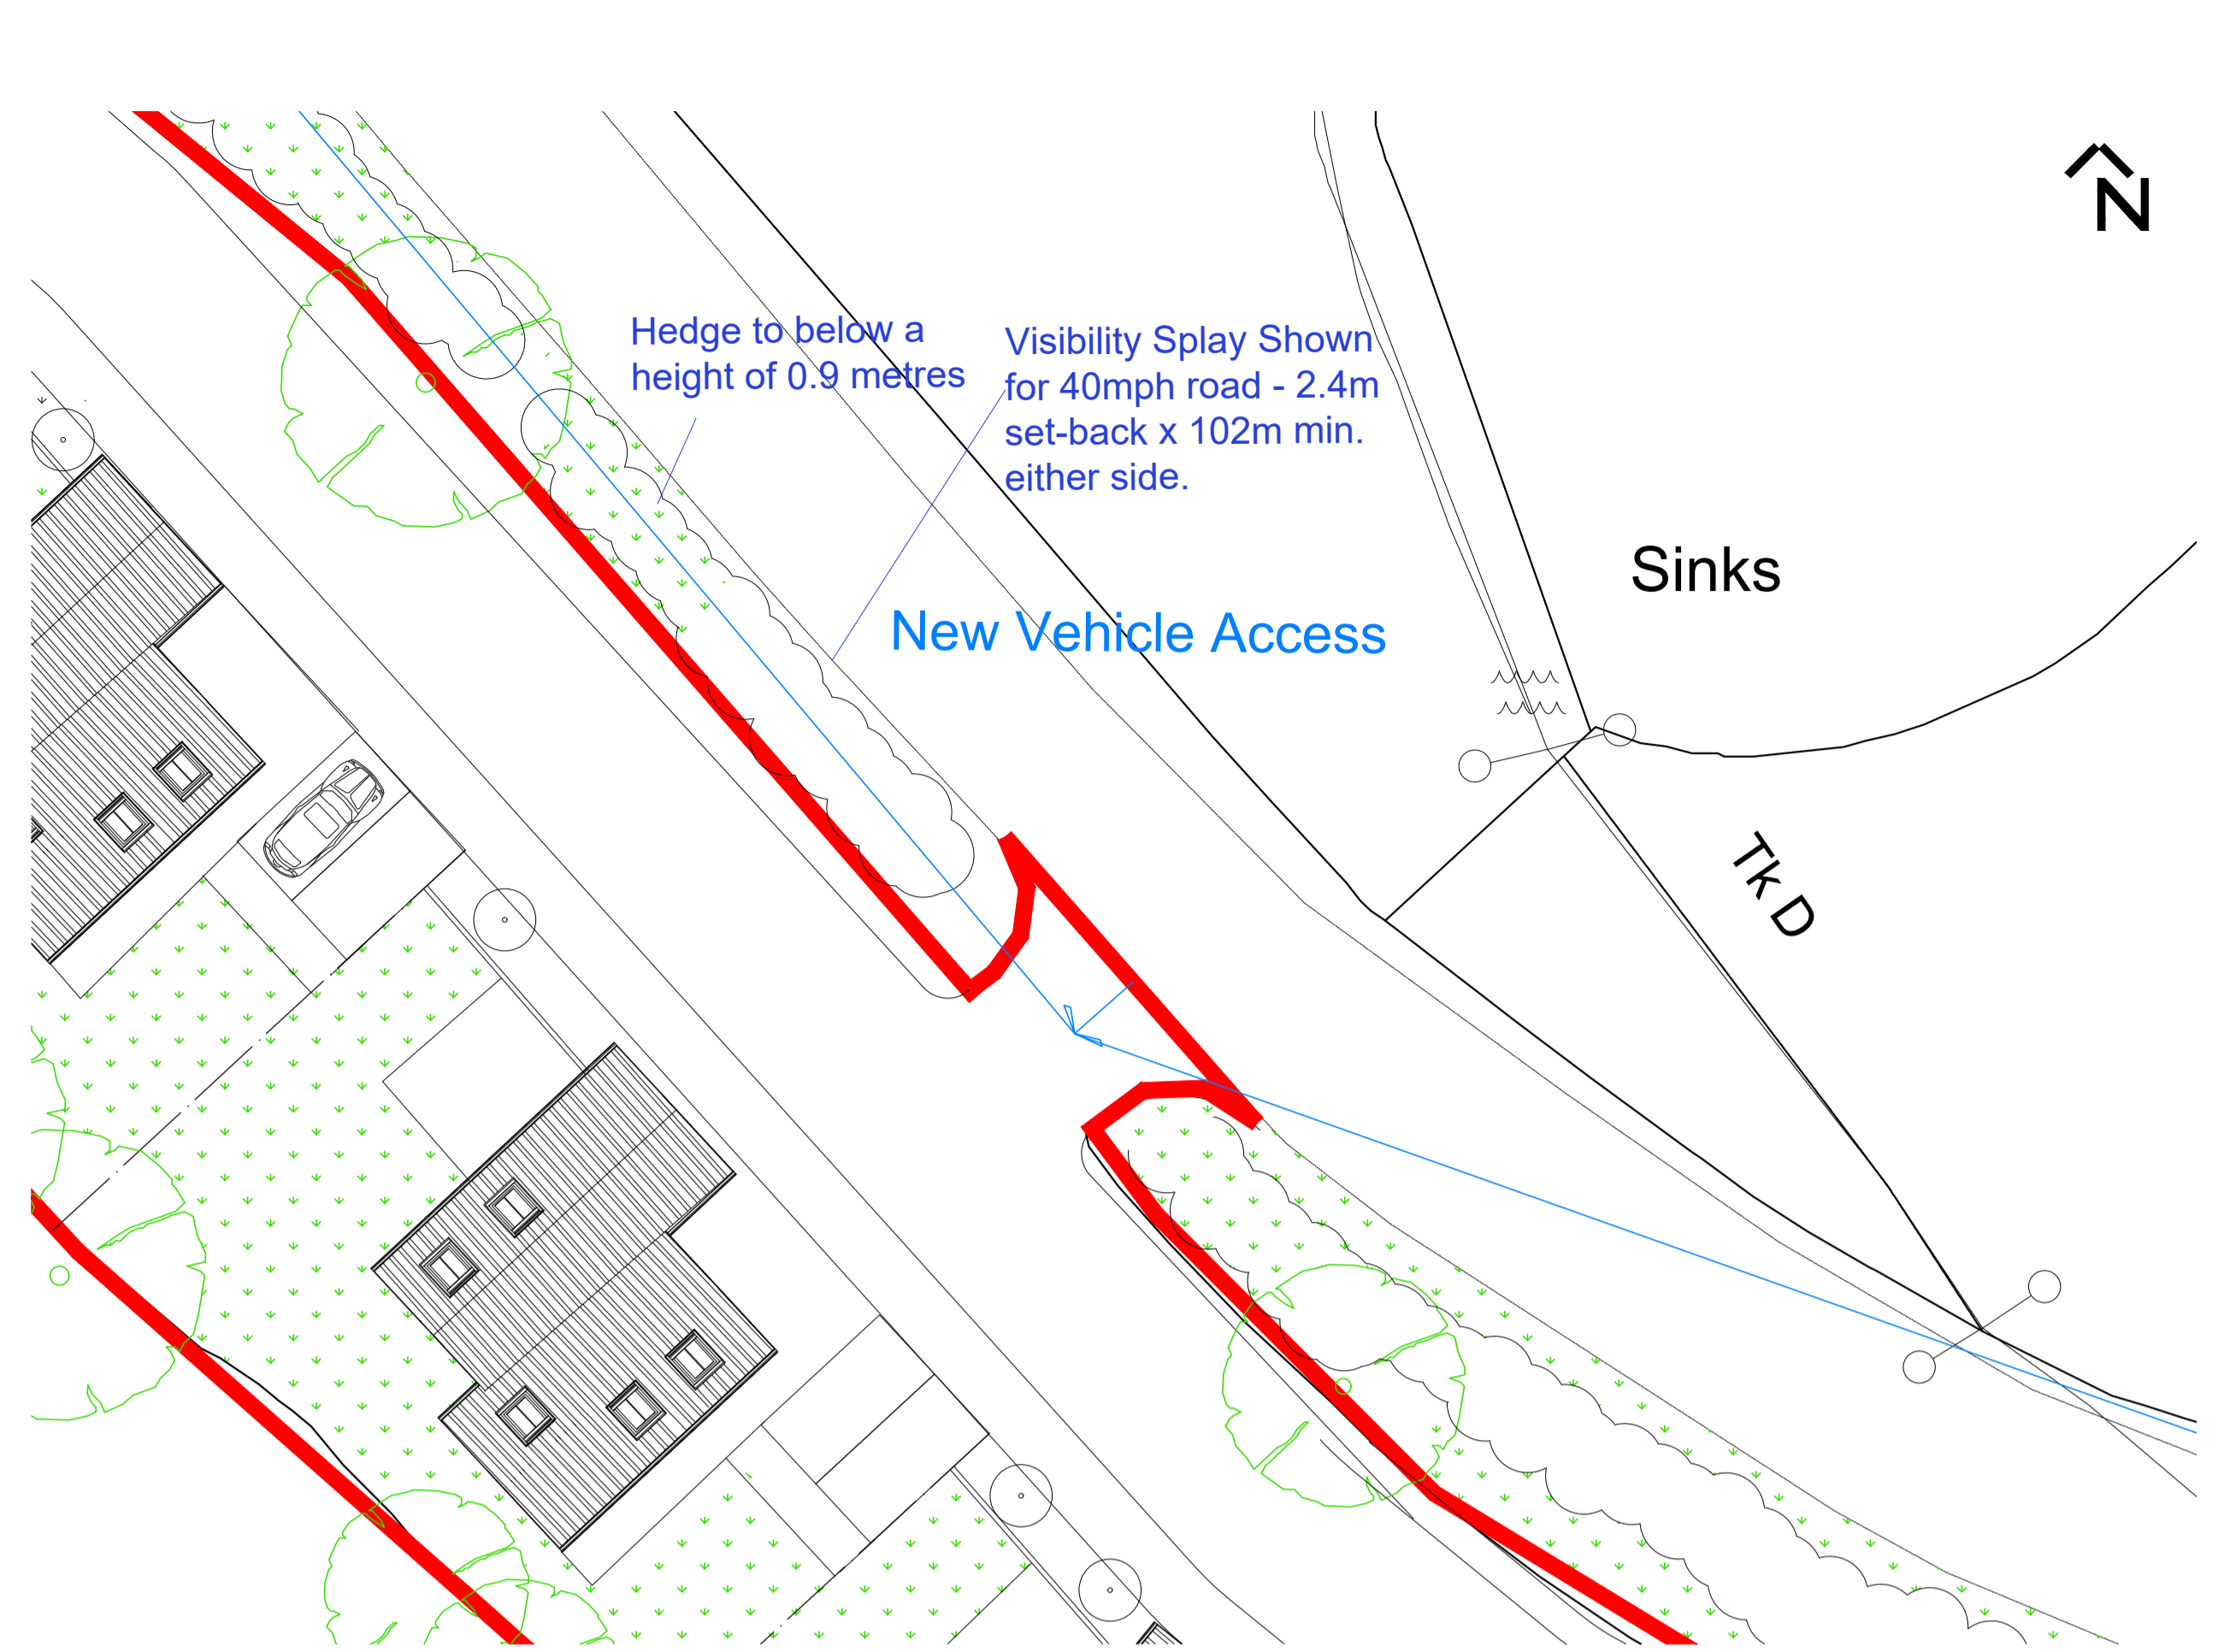 N
Hedge to below a
height of 0.9 metres
Visibility Splay Shown
for 40mph road - 2.4m
set-back x 102m min.
either side.
Sinks
New Vehicle Access
Tk D